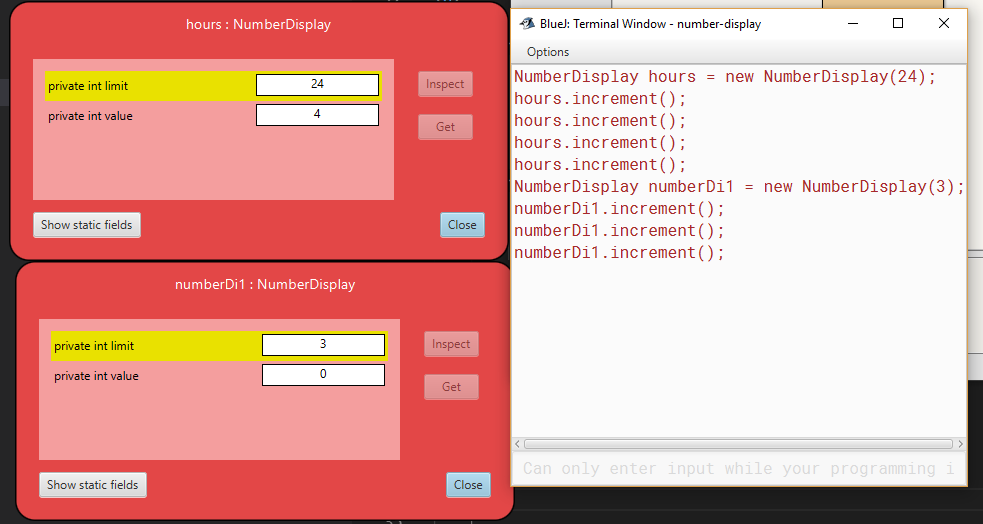 hours : NumberDisplay
private int limit 24
private int value 4
Inspect
Get
Show static fields
Close
numberDi1 : NumberDisplay
private int limit 3
private int value 0
Inspect
Get
Show static fields
Close
BlueJ: Terminal Window - number-display
Options
NumberDisplay hours = new NumberDisplay(24);
hours.increment();
hours.increment();
hours.increment();
hours.increment();
NumberDisplay numberDi1 = new NumberDisplay(3);
numberDi1.increment();
numberDi1.increment();
numberDi1.increment();
Can only enter input while your programming i